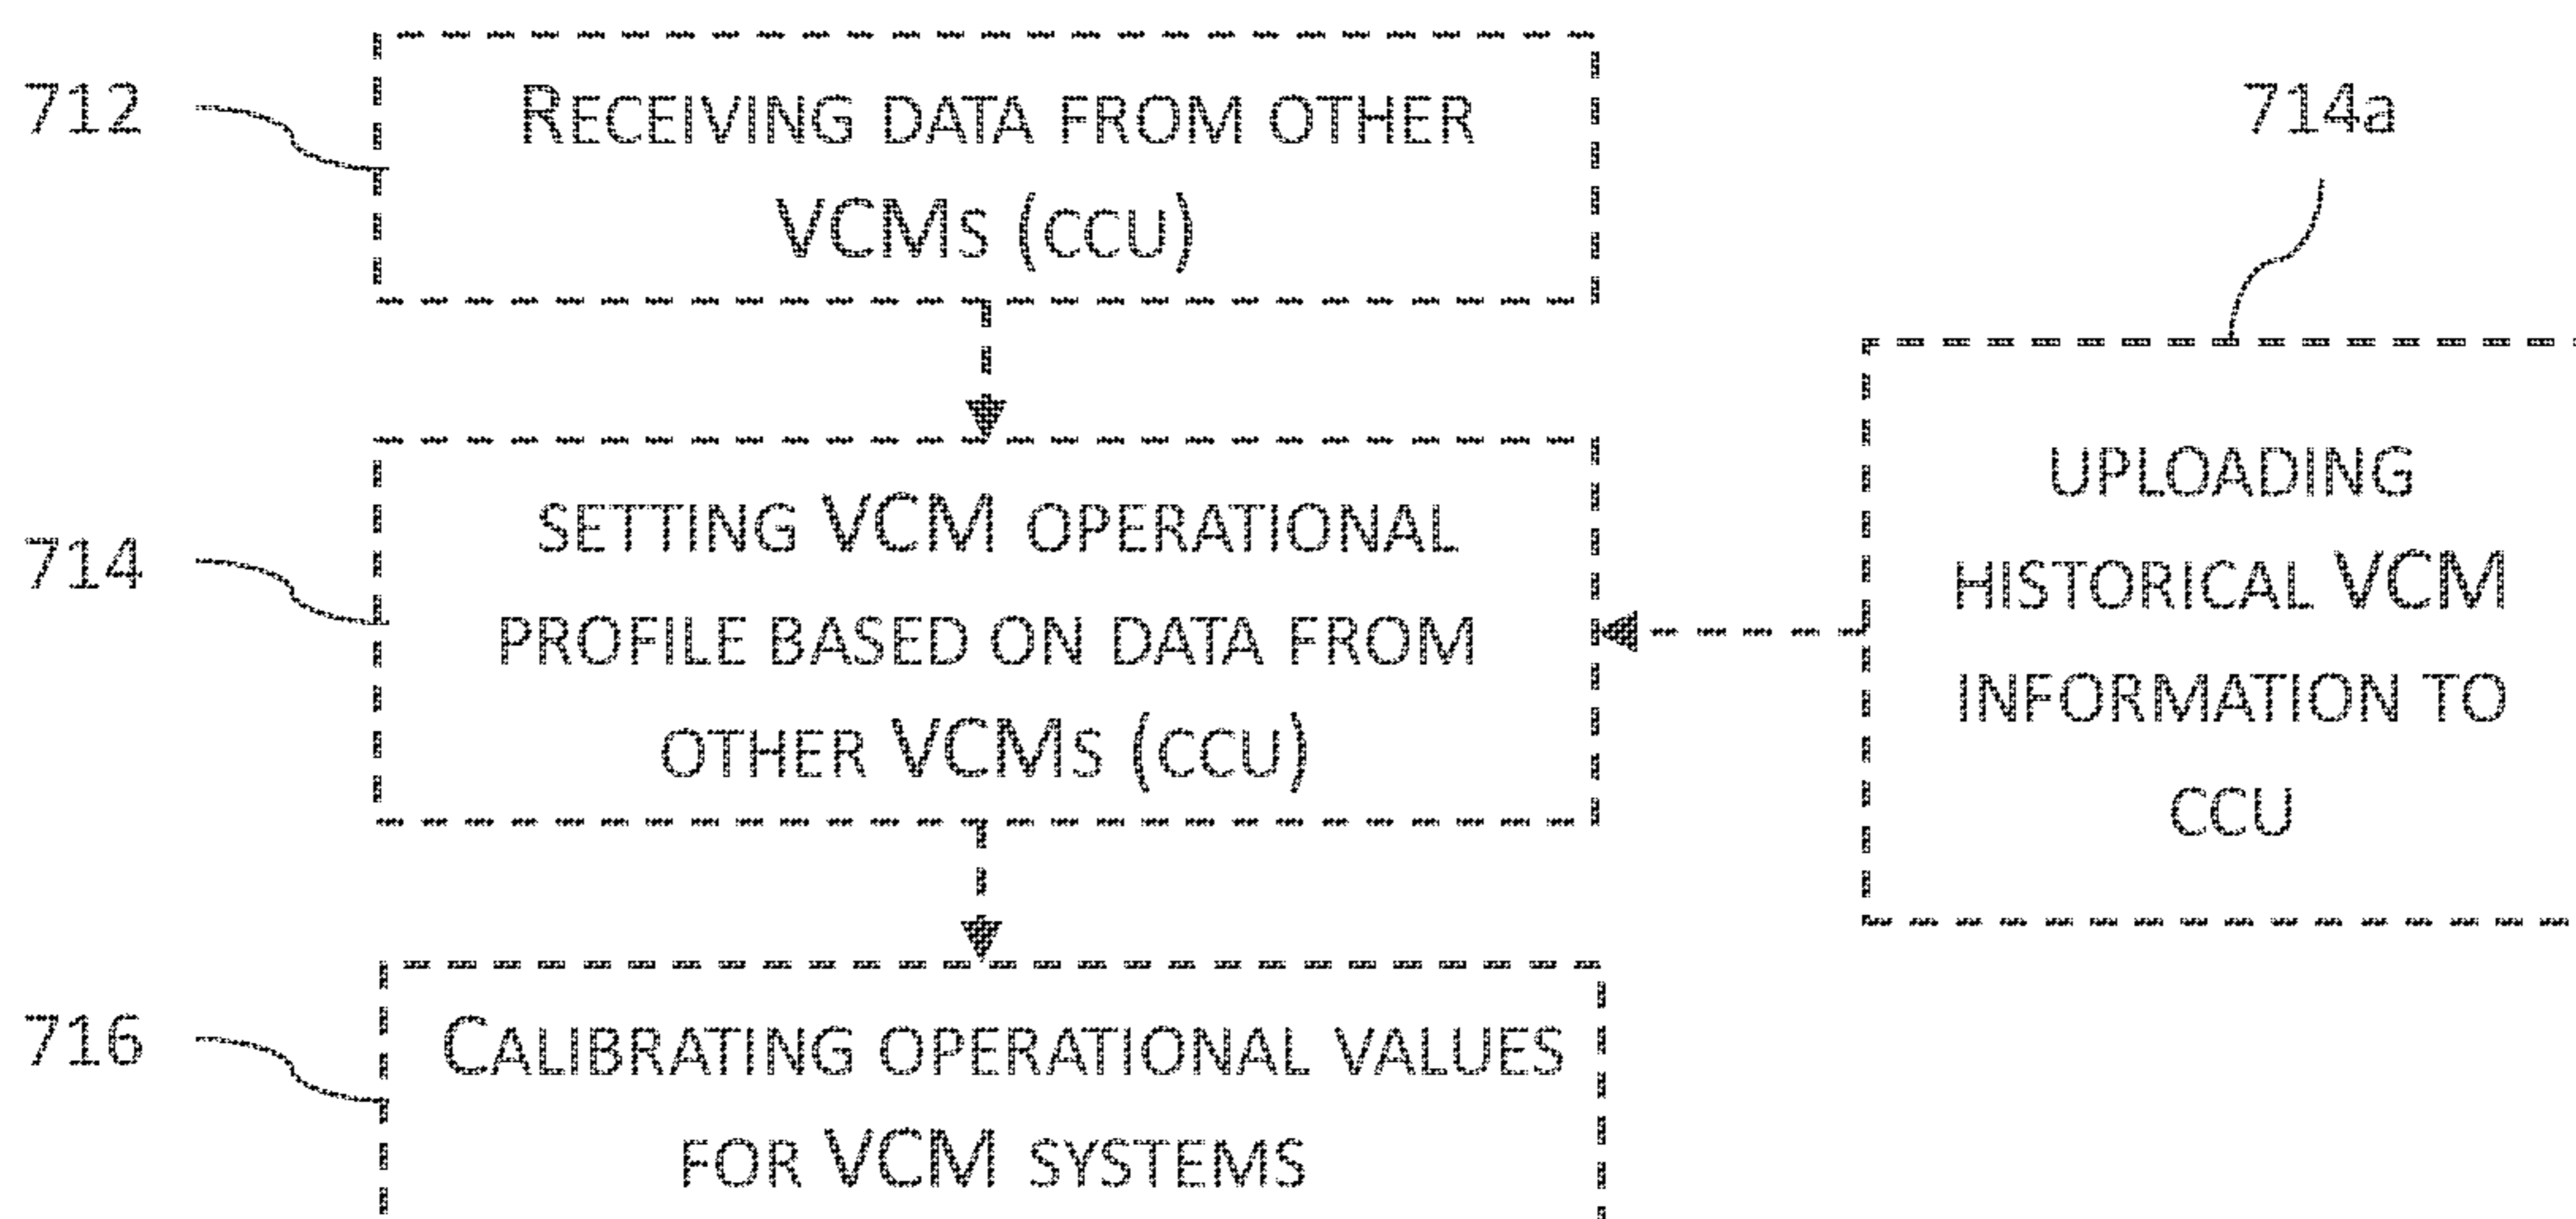 712
RECEIVING DATA FROM OTHER
VCMS (CCU)
714a
714
SETTING VCM OPERATIONAL
PROFILE BASED ON DATA FROM
OTHER VCMS (CCU)
UPLOADING
HISTORICAL VCM
INFORMATION TO
CCU
716
CALIBRATING OPERATIONAL VALUES
FOR VCM SYSTEMS